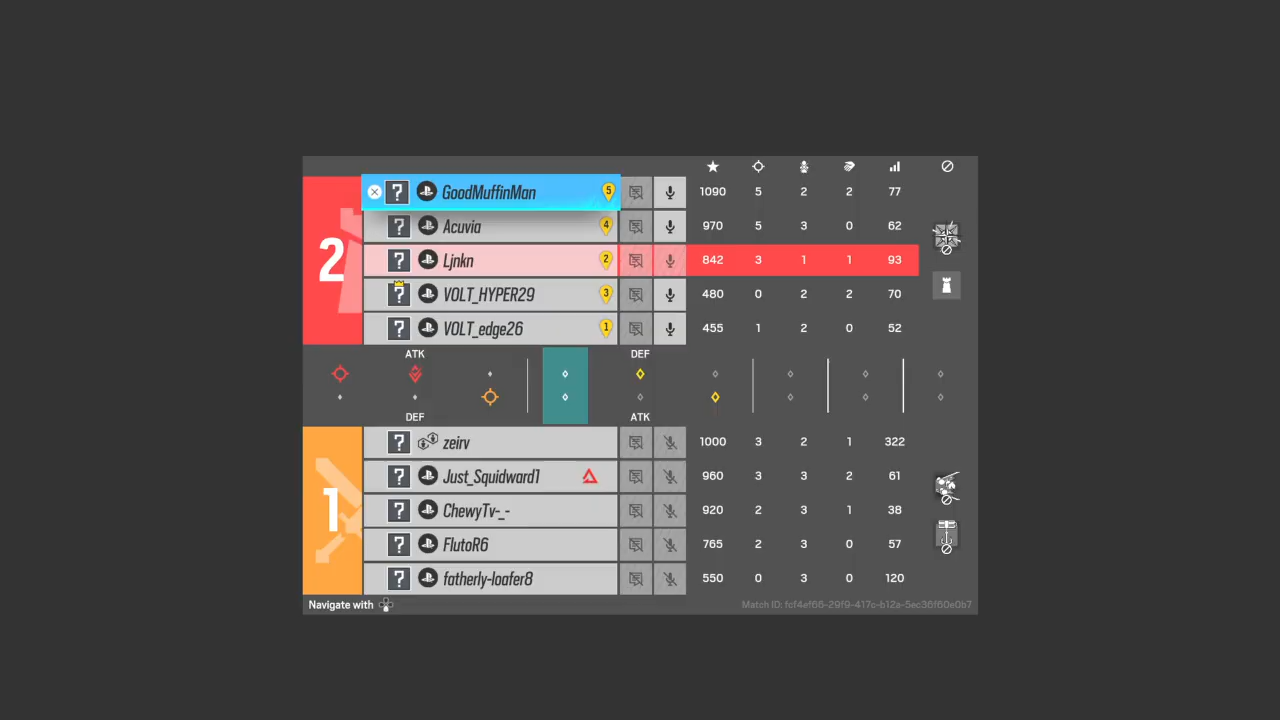 2 ? GoodMuffinMan 5 1090 5 2 2 77
? Acuvia 4 970 5 3 0 62
? Ljnkn 2 842 3 1 1 93
? VOLT_HYPER29 3 480 0 2 2 70
? VOLT_edge26 1 455 1 2 0 52
ATK DEF
DEF ATK
1 ? zeirv 1000 3 2 1 322
? Just_Squidward1 960 3 3 2 61
? ChewyTv-_- 920 2 3 1 38
? FlutoR6 765 2 3 0 57
? fatherly-loafer8 550 0 3 0 120
Navigate with Match ID: fcf4ef66-29f9-417c-b12a-5ec36f60e0b7